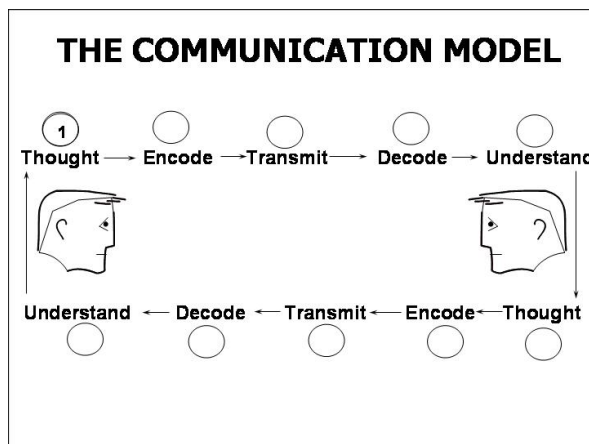 THE COMMUNICATION MODEL
1
Thought Encode Transmit Decode Understand
Understand Decode Transmit Encode Thought